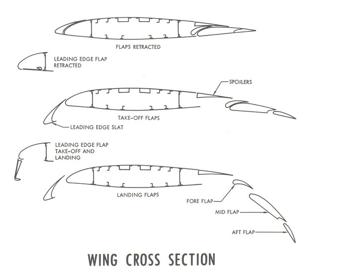 FLAPS RETRACTED
LEADING EDGE FLAP
RETRACTED
SPOILERS
TAKE-OFF FLAPS
LEADING EDGE SLAT
LEADING EDGE FLAP
TAKE-OFF AND
LANDING
LANDING FLAPS
FORE FLAP
MID FLAP
AFT FLAP
WING CROSS SECTION